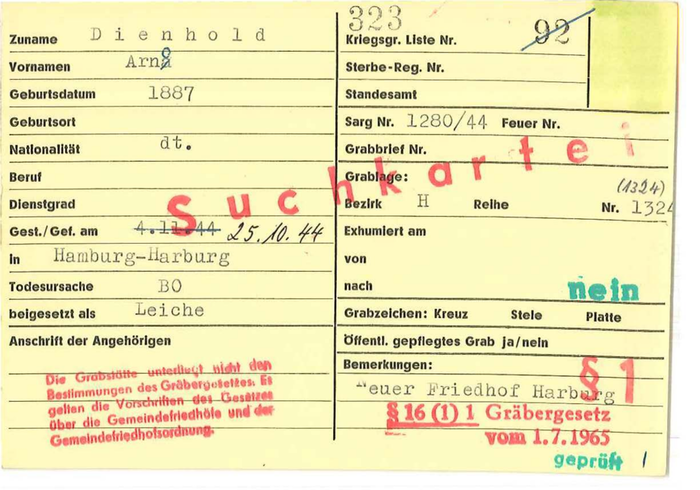 Zuname Dienhold
Vornamen Arno
Geburtsdatum 1887
Geburtsort
Nationalität dt.
Beruf
Dienstgrad
Gest./Gef. am 4.11.44 25.10.44
in Hamburg-Harburg
Todesursache BO
beigesetzt als Leiche
Anschrift der Angehörigen
Die Grabstätte unterliegt nicht den
Bestimmungen des Gräbergesetzes. Es
gelten die Vorschriften des Gesetzes
über die Gemeindefriedhöfe und der
Gemeindefriedhofsordnung.
Suchkartei
323
Kriegsgr. Liste Nr. 92
Sterbe-Reg. Nr.
Standesamt
Sarg Nr. 1280/44 Feuer Nr.
Grabbrief Nr.
Grablage: (1324)
Bezirk H Reihe Nr. 1324
Exhumiert am
von
nach nein
Grabzeichen: Kreuz Stele Platte
Öffentl. gepflegtes Grab ja/nein
Bemerkungen: § 1
Neuer Friedhof Harburg
§ 16 (1) 1 Gräbergesetz
vom 1.7.1965
geprüft 1